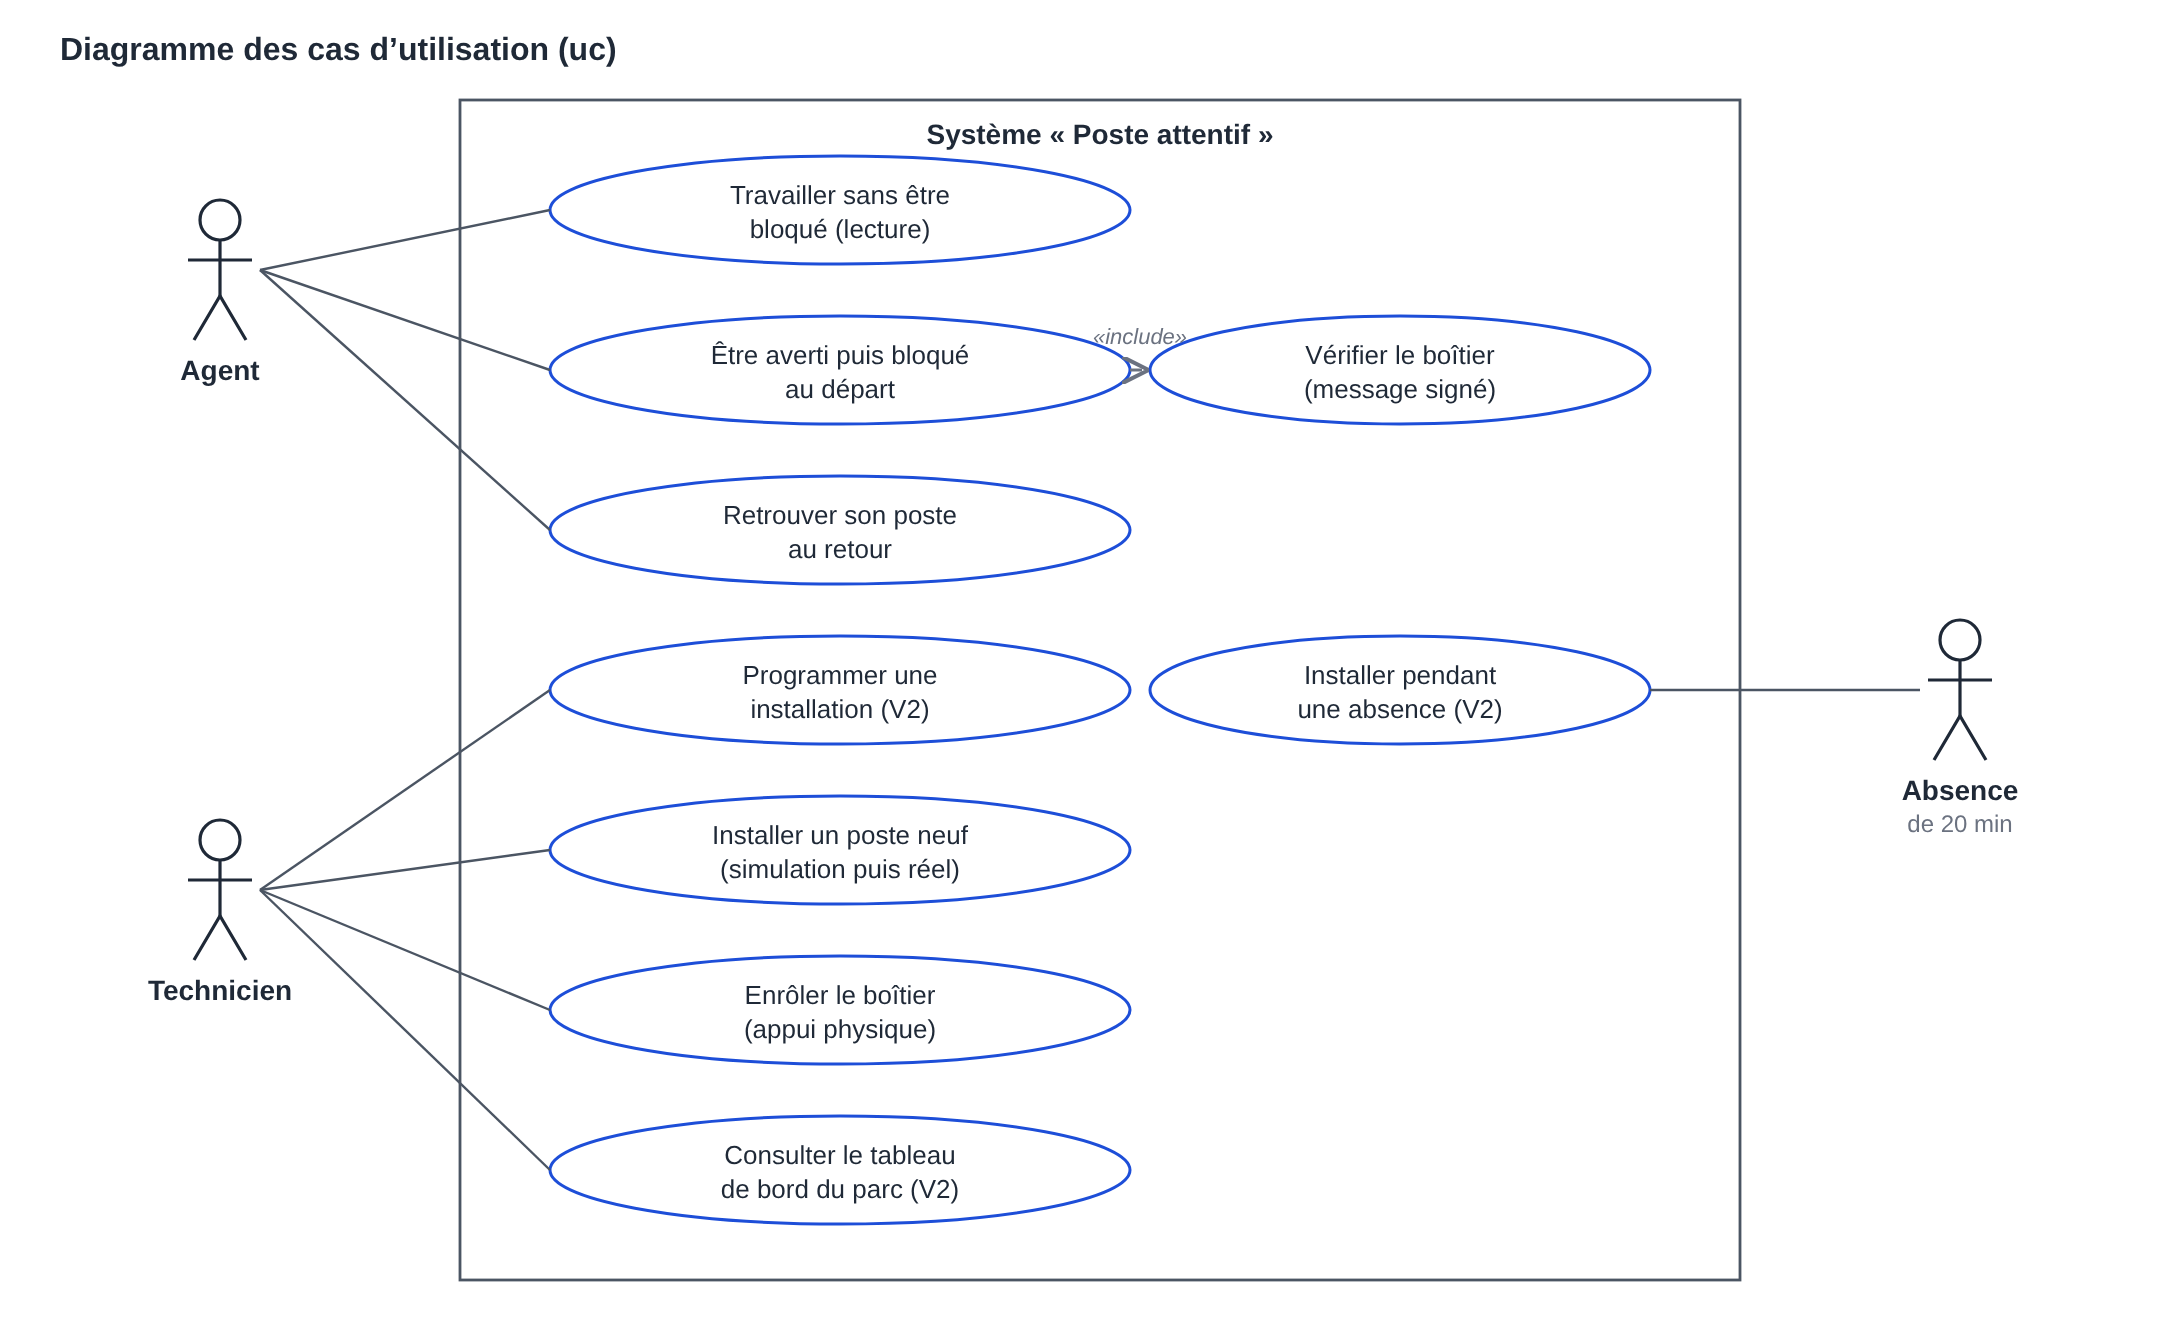 Diagramme des cas d’utilisation (uc)
Système « Poste attentif »
Travailler sans être
bloqué (lecture)
Agent
Être averti puis bloqué
au départ
«include»
Vérifier le boîtier
(message signé)
Retrouver son poste
au retour
Programmer une
installation (V2)
Installer pendant
une absence (V2)
Absence
de 20 min
Technicien
Installer un poste neuf
(simulation puis réel)
Enrôler le boîtier
(appui physique)
Consulter le tableau
de bord du parc (V2)